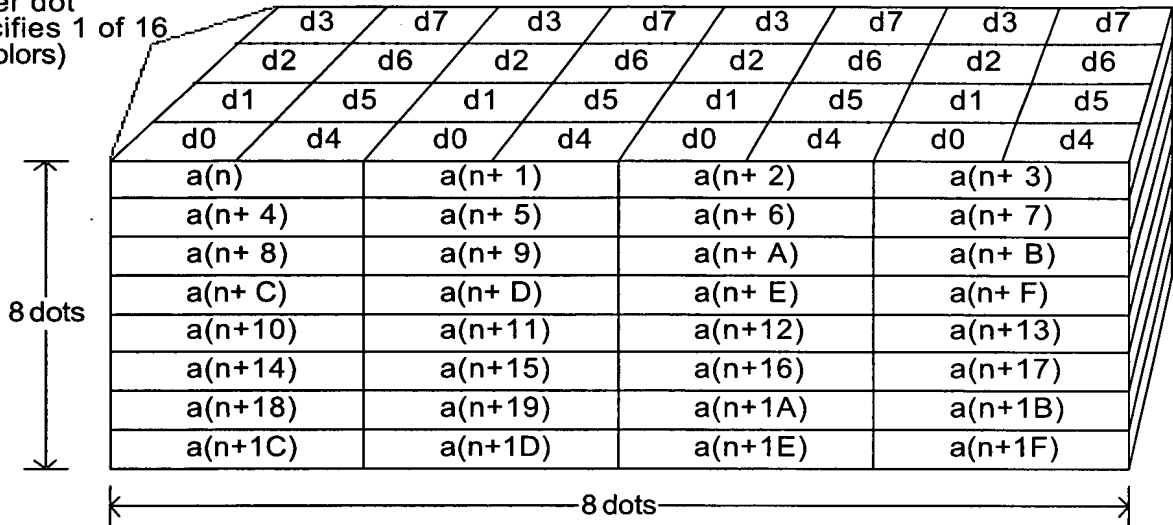 er dot
cifies 1 of 16
olors)
d3 d7 d3 d7 d3 d7 d3 d7
d2 d6 d2 d6 d2 d6 d2 d6
d1 d5 d1 d5 d1 d5 d1 d5
d0 d4 d0 d4 d0 d4 d0 d4
a(n) a(n+ 1) a(n+ 2) a(n+ 3)
a(n+ 4) a(n+ 5) a(n+ 6) a(n+ 7)
a(n+ 8) a(n+ 9) a(n+ A) a(n+ B)
a(n+ C) a(n+ D) a(n+ E) a(n+ F)
8 dots
a(n+10) a(n+11) a(n+12) a(n+13)
a(n+14) a(n+15) a(n+16) a(n+17)
a(n+18) a(n+19) a(n+1A) a(n+1B)
a(n+1C) a(n+1D) a(n+1E) a(n+1F)
8 dots